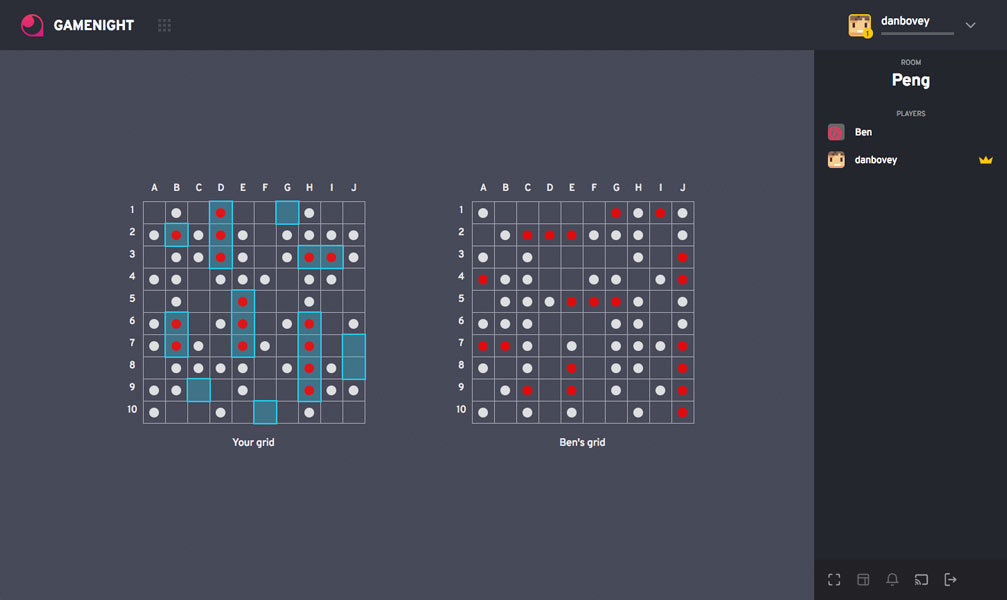 GAMENIGHT
1
danbovey
ROOM
Peng
PLAYERS
Ben
danbovey
A B C D E F G H I J
1
2
3
4
5
6
7
8
9
10
Your grid
A B C D E F G H I J
1
2
3
4
5
6
7
8
9
10
Ben's grid